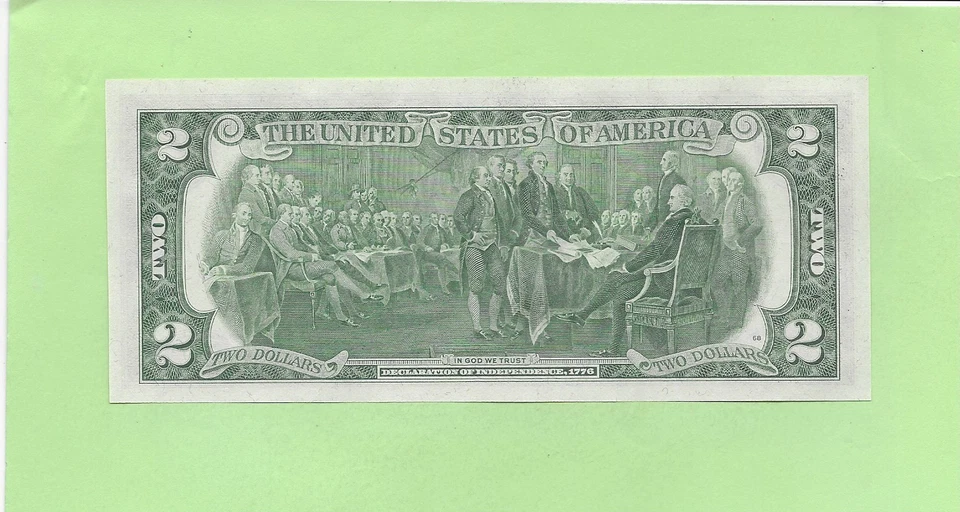 THE UNITED STATES OF AMERICA
2
2
TWO
TWO
2
2
68
TWO DOLLARS
IN GOD WE TRUST
TWO DOLLARS
DECLARATION OF INDEPENDENCE, 1776